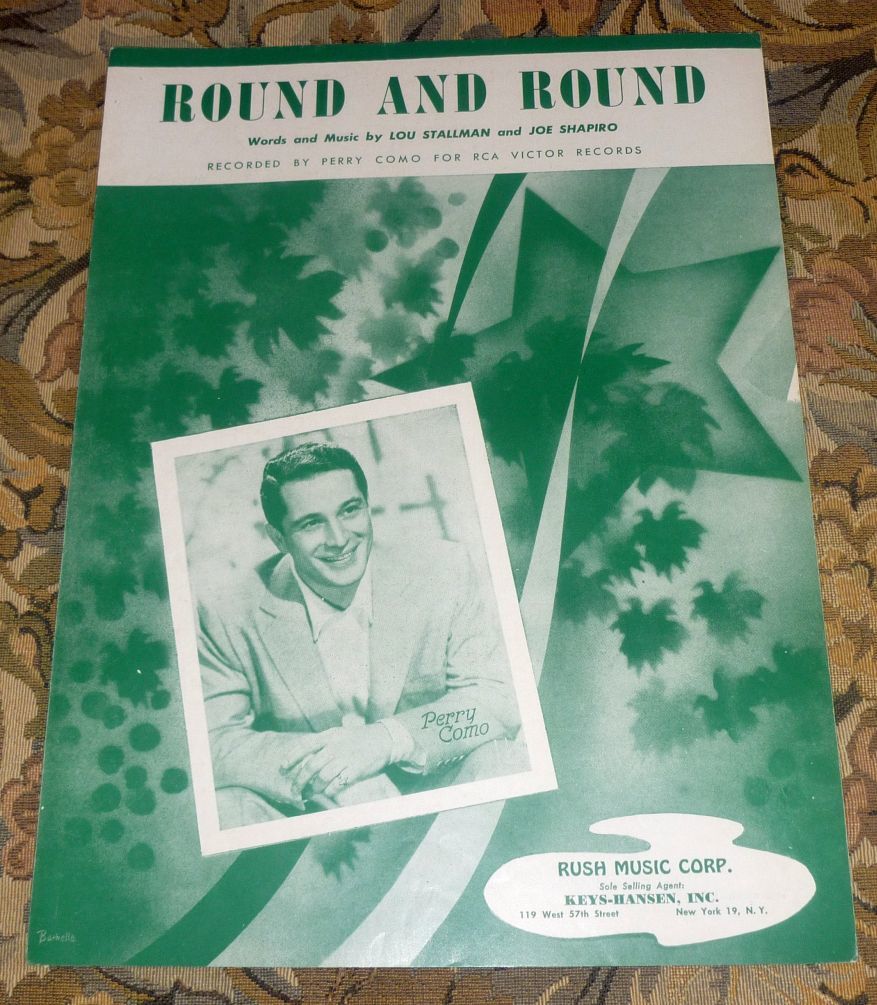 ROUND AND ROUND
Words and Music by LOU STALLMAN and JOE SHAPIRO
RECORDED BY PERRY COMO FOR RCA VICTOR RECORDS
Perry
Como
RUSH MUSIC CORP.
Sole Selling Agent:
KEYS-HANSEN, INC.
119 West 57th Street New York 19, N. Y.